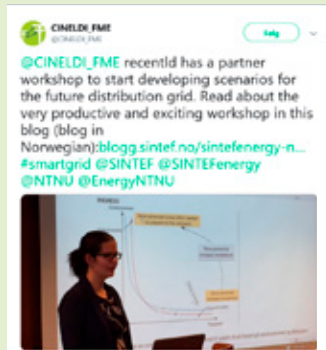 CINELDI_FME
@CINELDI_FME
Følg
@CINELDI_FME recentld has a partner
workshop to start developing scenarios for
the future distribution grid. Read about the
very productive and exciting workshop in this
blog (blog in
Norwegian):blogg.sintef.no/sintefenergy-n...
#smartgrid @SINTEF @SINTEFenergy
@NTNU @EnergyNTNU